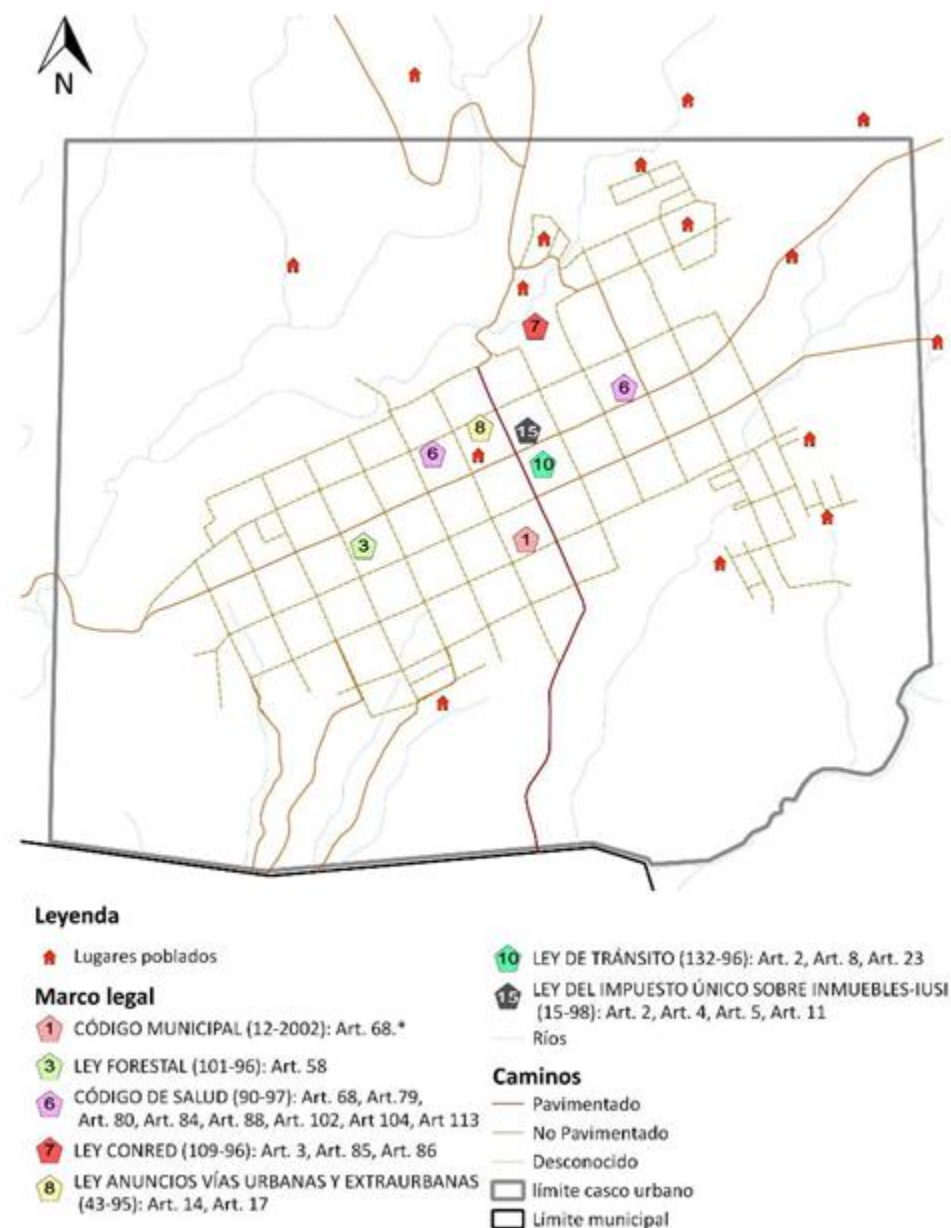 N
7
6
8
15
6
10
3
1
Leyenda
Lugares poblados
Marco legal
1 CÓDIGO MUNICIPAL (12-2002): Art. 68.*
3 LEY FORESTAL (101-96): Art. 58
6 CÓDIGO DE SALUD (90-97): Art. 68, Art.79,
Art. 80, Art. 84, Art. 88, Art. 102, Art 104, Art 113
7 LEY CONRED (109-96): Art. 3, Art. 85, Art. 86
8 LEY ANUNCIOS VÍAS URBANAS Y EXTRAURBANAS
(43-95): Art. 14, Art. 17
10 LEY DE TRÁNSITO (132-96): Art. 2, Art. 8, Art. 23
15 LEY DEL IMPUESTO ÚNICO SOBRE INMUEBLES-IUSI
(15-98): Art. 2, Art. 4, Art. 5, Art. 11
Ríos
Caminos
Pavimentado
No Pavimentado
Desconocido
límite casco urbano
Límite municipal